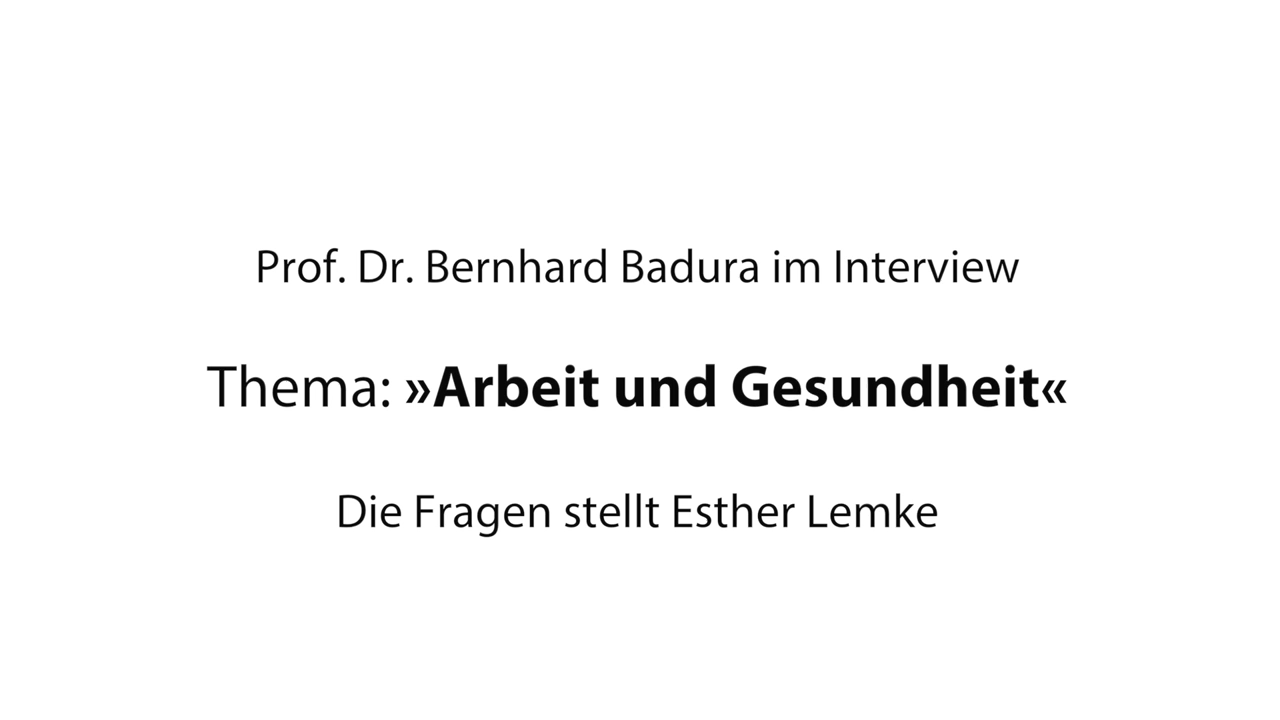 Prof. Dr. Bernhard Badura im Interview
Thema: »Arbeit und Gesundheit«
Die Fragen stellt Esther Lemke